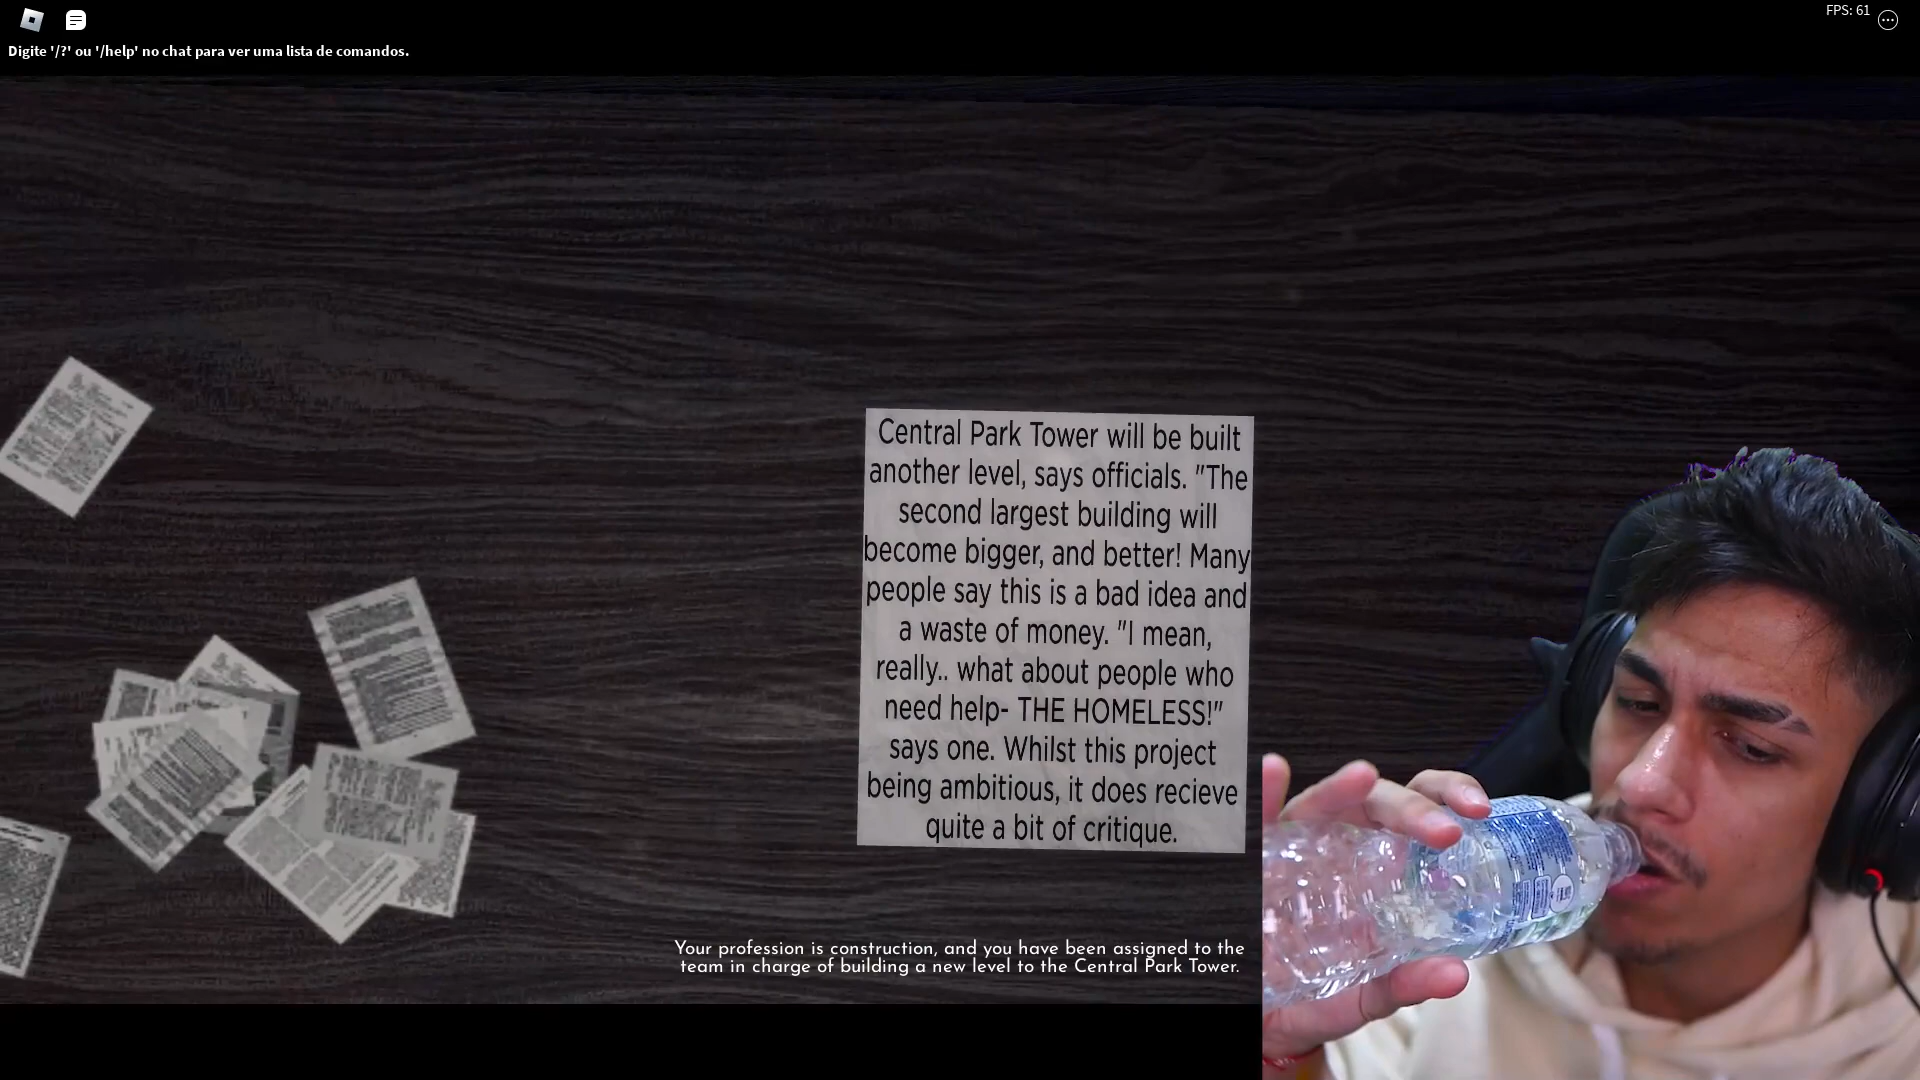 FPS: 61
Digite '/?' ou '/help' no chat para ver uma lista de comandos.
Central Park Tower will be built
another level, says officials. "The
second largest building will
become bigger, and better! Many
people say this is a bad idea and
a waste of money. "I mean,
really.. what about people who
need help- THE HOMELESS!"
says one. Whilst this project
being ambitious, it does recieve
quite a bit of critique.
Your profession is construction, and you have been assigned to the
team in charge of building a new level to the Central Park Tower.